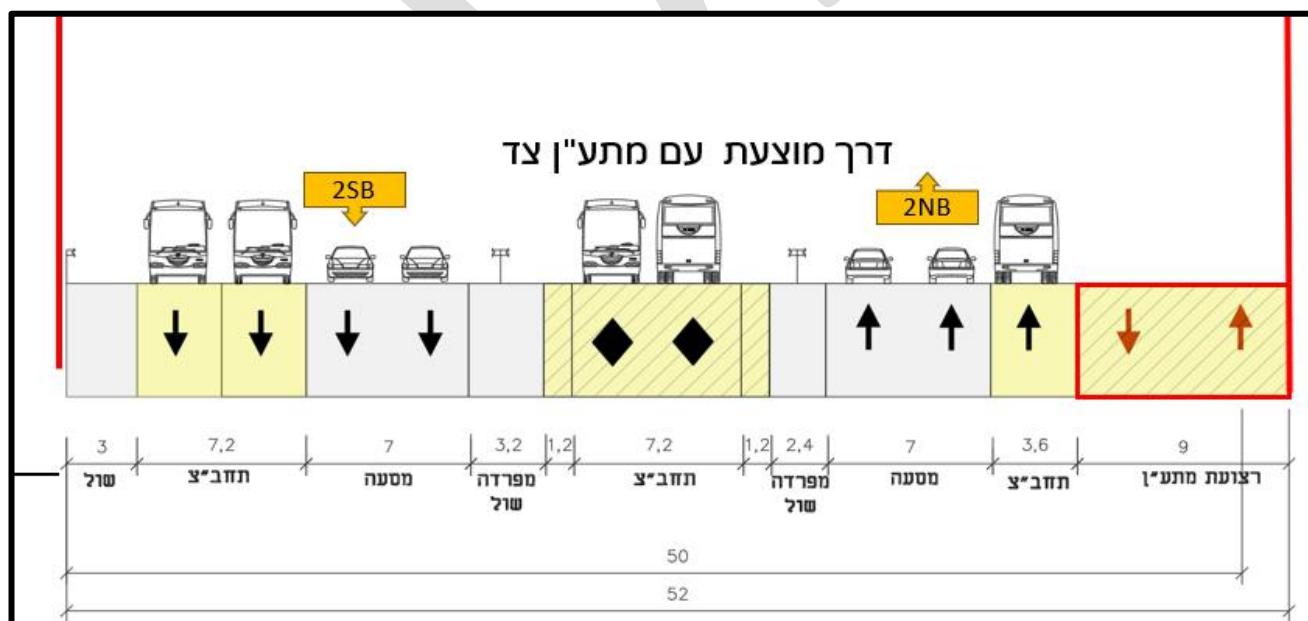 דרך מוצעת עם מתע"ן צד
2SB
2NB
3 7,2 7 3,2 1,2 7,2 1,2 2,4 7 3,6 9
שול תחב"צ מסעה מפרדה תחב"צ מפרדה מסעה תחב"צ רצועת מתע"ן
שול שול
50
52